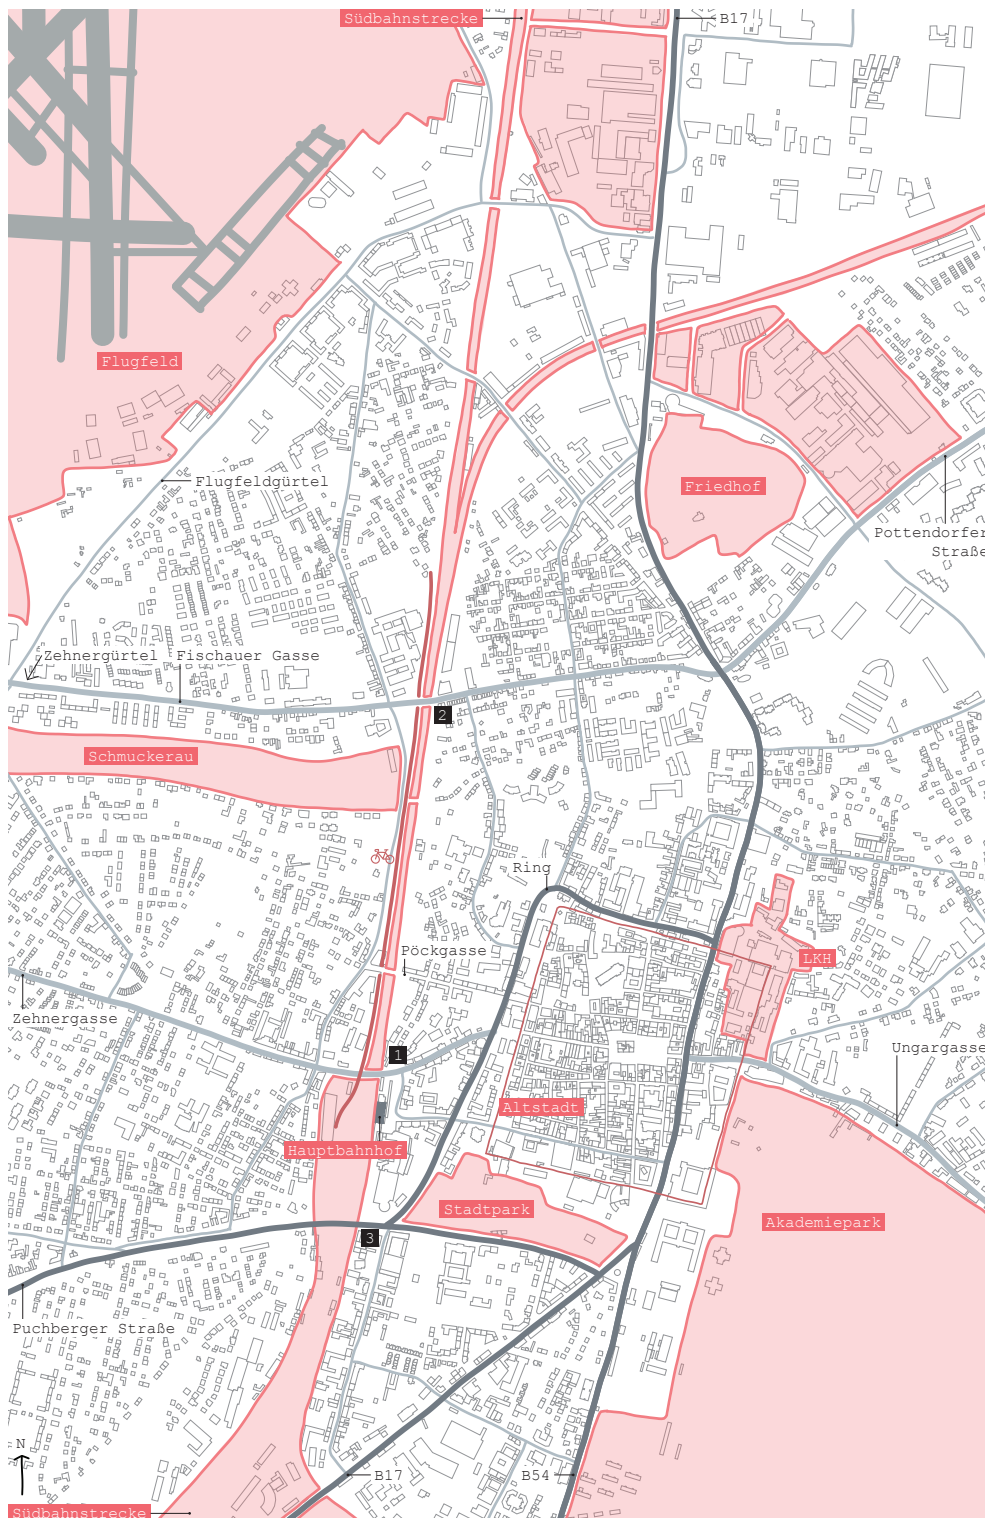 Südbahnstrecke
B17
Flugfeld
Flugfeldgürtel
Friedhof
Pottendorfer
Straße
Zehnergürtel
Fischauer Gasse
2
Schmuckerau
Ring
Pöckgasse
LKH
Zehnergasse
1
Ungargasse
Altstadt
Hauptbahnhof
Stadtpark
Akademiepark
3
Puchberger Straße
N
B17
B54
Südbahnstrecke